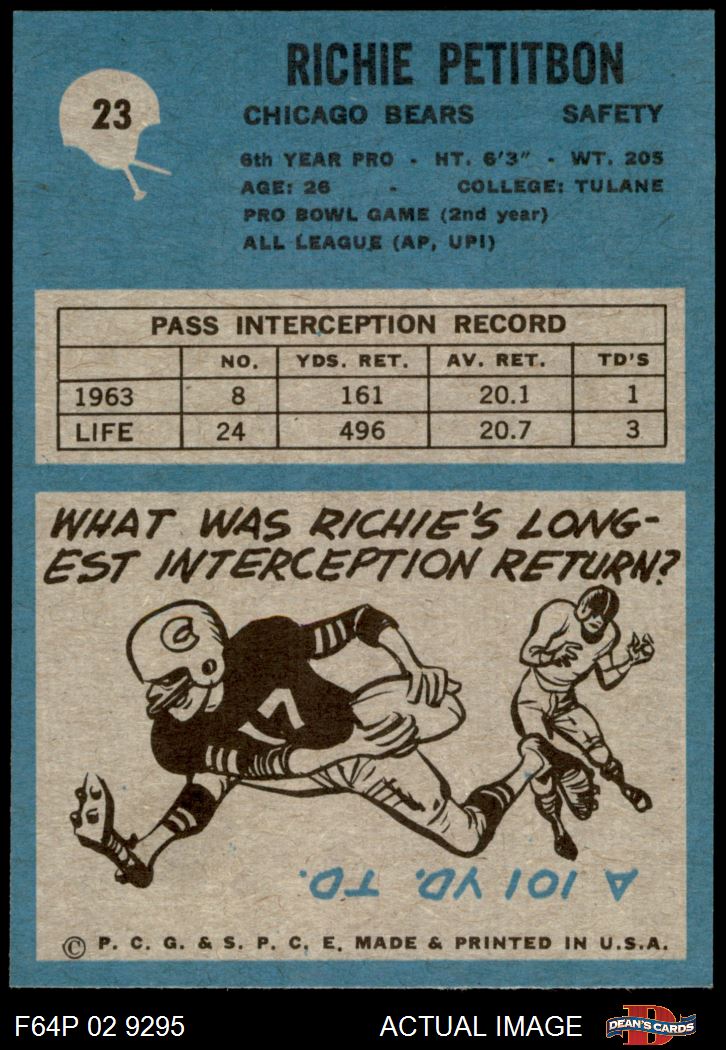 RICHIE PETITBON
23
CHICAGO BEARS SAFETY
6th YEAR PRO - HT. 6'3" - WT. 205
AGE: 26 - COLLEGE: TULANE
PRO BOWL GAME (2nd year)
ALL LEAGUE (AP, UPI)
PASS INTERCEPTION RECORD
NO. YDS. RET. AV. RET. TD'S
1963 8 161 20.1 1
LIFE 24 496 20.7 3
WHAT WAS RICHIE'S LONG-
EST INTERCEPTION RETURN?
C
17
A 101 YD. TD.
© P. C. G. & S. P. C. E. MADE & PRINTED IN U.S.A.
F64P 02 9295 ACTUAL IMAGE D DEAN'S CARDS